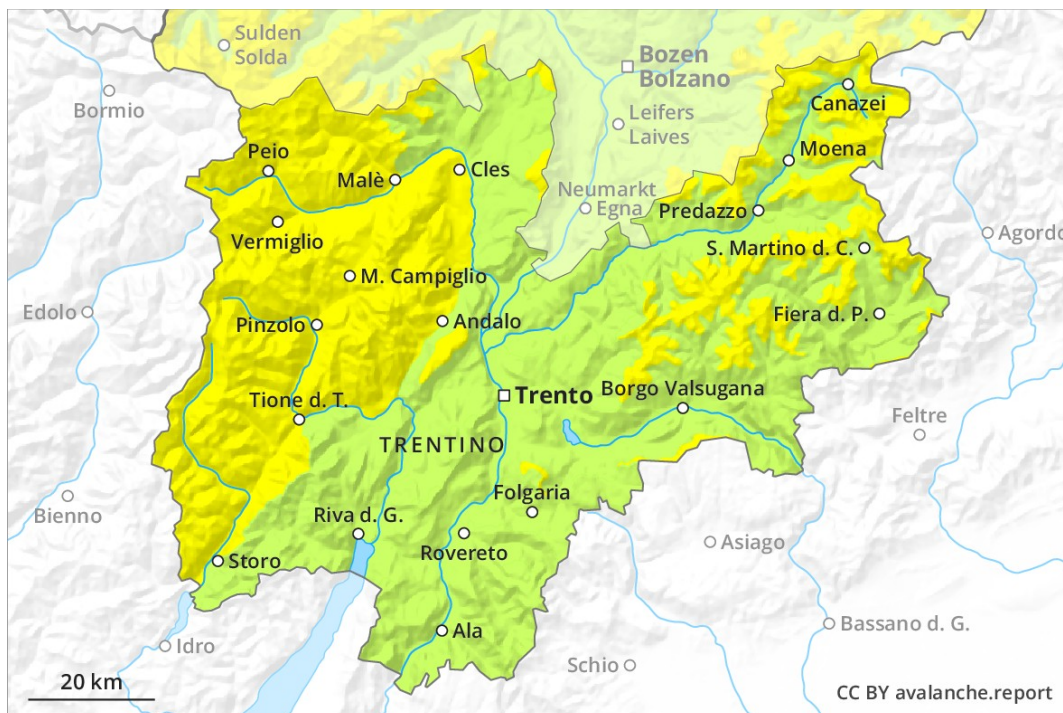 Sulden
Solda
Bozen
Bolzano
Bormio
Canazei
Leifers
Laives
Moena
Peio
Malè
Cles
Neumarkt
Egna
Predazzo
Vermiglio
Agordo
S. Martino d. C.
M. Campiglio
Edolo
Pinzolo
Andalo
Fiera d. P.
Trento
Borgo Valsugana
Tione d. T.
Feltre
TRENTINO
Bienno
Folgaria
Riva d. G.
Rovereto
Asiago
Storo
Ala
Bassano d. G.
Idro
Schio
20 km
CC BY avalanche.report